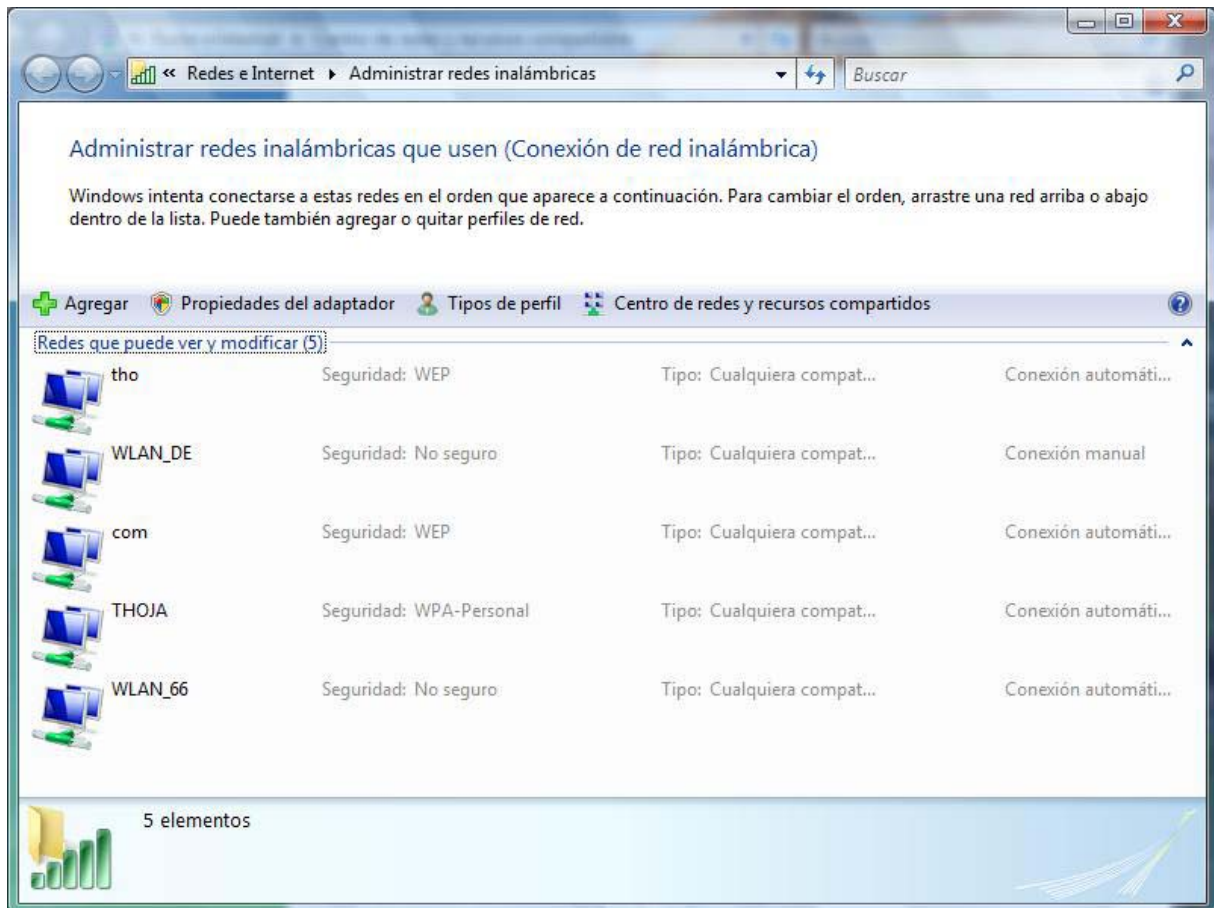 « Redes e Internet Administrar redes inalámbricas
Buscar
Administrar redes inalámbricas que usen (Conexión de red inalámbrica)
Windows intenta conectarse a estas redes en el orden que aparece a continuación. Para cambiar el orden, arrastre una red arriba o abajo
dentro de la lista. Puede también agregar o quitar perfiles de red.
Agregar Propiedades del adaptador Tipos de perfil Centro de redes y recursos compartidos
Redes que puede ver y modificar (5)
tho Seguridad: WEP Tipo: Cualquiera compat... Conexión automáti...
WLAN_DE Seguridad: No seguro Tipo: Cualquiera compat... Conexión manual
com Seguridad: WEP Tipo: Cualquiera compat... Conexión automáti...
THOJA Seguridad: WPA-Personal Tipo: Cualquiera compat... Conexión automáti...
WLAN_66 Seguridad: No seguro Tipo: Cualquiera compat... Conexión automáti...
5 elementos